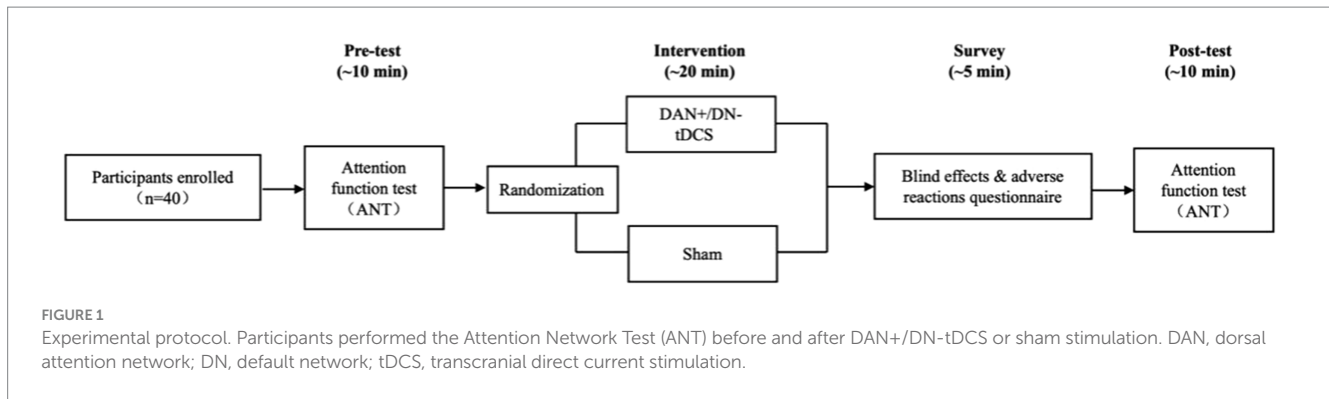 Pre-test
(~10 min)
Intervention
(~20 min)
Survey
(~5 min)
Post-test
(~10 min)
Participants enrolled
（n=40）
Attention
function test
（ANT）
Randomization
DAN+/DN-
tDCS
Sham
Blind effects & adverse
reactions questionnaire
Attention
function test
（ANT）
FIGURE 1
Experimental protocol. Participants performed the Attention Network Test (ANT) before and after DAN+/DN-tDCS or sham stimulation. DAN, dorsal
attention network; DN, default network; tDCS, transcranial direct current stimulation.